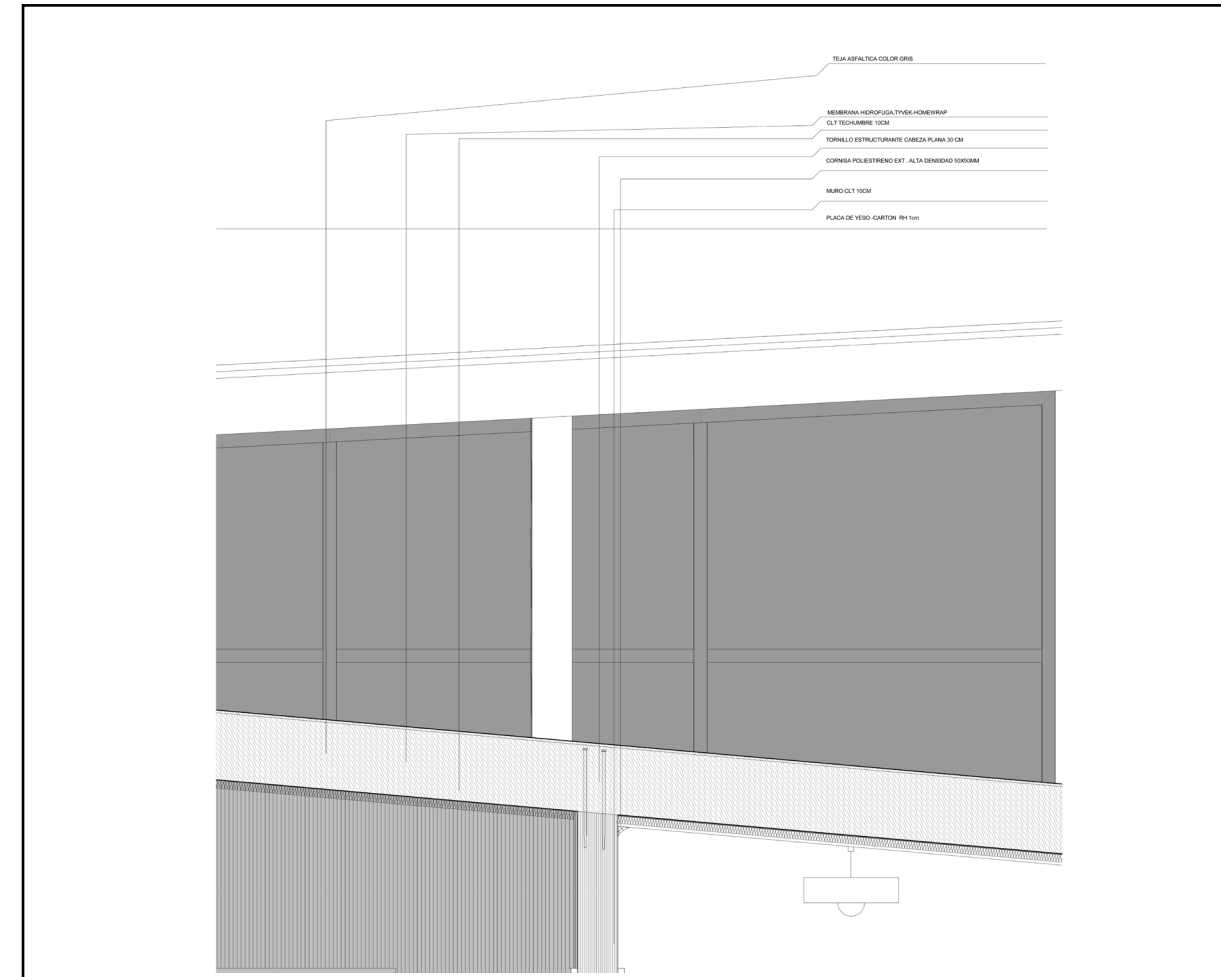 TEJA ASFALTICA COLOR GRIS
MEMBRANA HIDROFUGA.TYVEK-HOMEWRAP
CLT TECHUMBRE 10CM
TORNILLO ESTRUCTURANTE CABEZA PLANA 30 CM
CORNISA POLIESTIRENO EXT . ALTA DENSIDAD 50X50MM
MURO CLT 10CM
PLACA DE YESO -CARTON RH 1cm